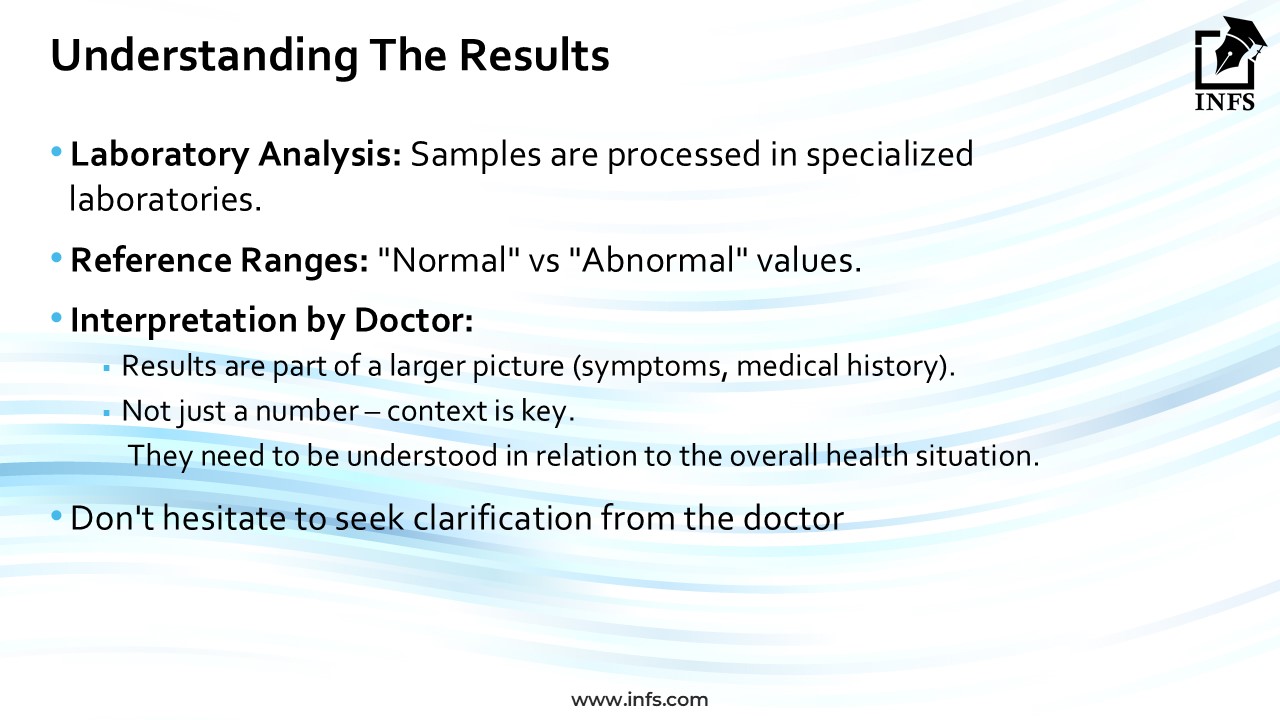 Understanding The Results
INFS
• Laboratory Analysis: Samples are processed in specialized
laboratories.
• Reference Ranges: "Normal" vs "Abnormal" values.
• Interpretation by Doctor:
▪ Results are part of a larger picture (symptoms, medical history).
▪ Not just a number – context is key.
They need to be understood in relation to the overall health situation.
• Don't hesitate to seek clarification from the doctor
www.infs.com